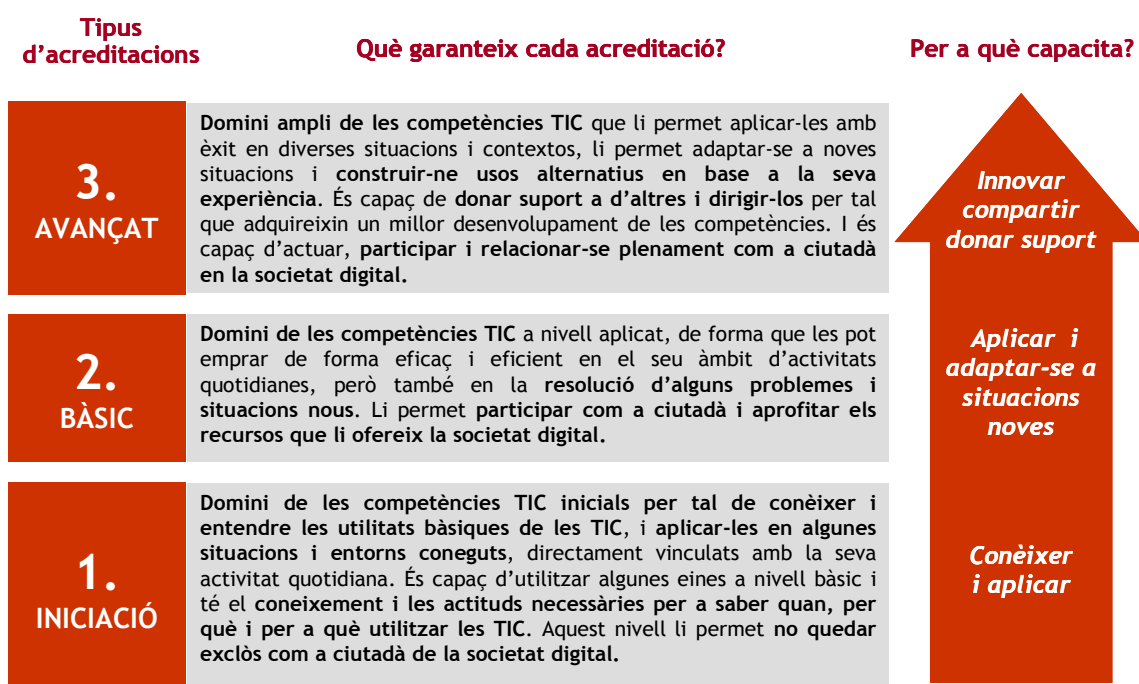 Tipus
d’acreditacions
Què garanteix cada acreditació?
Per a què capacita?
3.
AVANÇAT
Domini ampli de les competències TIC que li permet aplicar-les amb
èxit en diverses situacions i contextos, li permet adaptar-se a noves
situacions i construir-ne usos alternatius en base a la seva
experiència. És capaç de donar suport a d’altres i dirigir-los per tal
que adquireixin un millor desenvolupament de les competències. I és
capaç d’actuar, participar i relacionar-se plenament com a ciutadà
en la societat digital.
Innovar
compartir
donar suport
2.
BÀSIC
Domini de les competències TIC a nivell aplicat, de forma que les pot
emprar de forma eficaç i eficient en el seu àmbit d’activitats
quotidianes, però també en la resolució d’alguns problemes i
situacions nous. Li permet participar com a ciutadà i aprofitar els
recursos que li ofereix la societat digital.
Aplicar i
adaptar-se a
situacions
noves
1.
INICIACIÓ
Domini de les competències TIC inicials per tal de conèixer i
entendre les utilitats bàsiques de les TIC, i aplicar-les en algunes
situacions i entorns coneguts, directament vinculats amb la seva
activitat quotidiana. És capaç d’utilitzar algunes eines a nivell bàsic i
té el coneixement i les actituds necessàries per a saber quan, per
què i per a què utilitzar les TIC. Aquest nivell li permet no quedar
exclòs com a ciutadà de la societat digital.
Conèixer
i aplicar